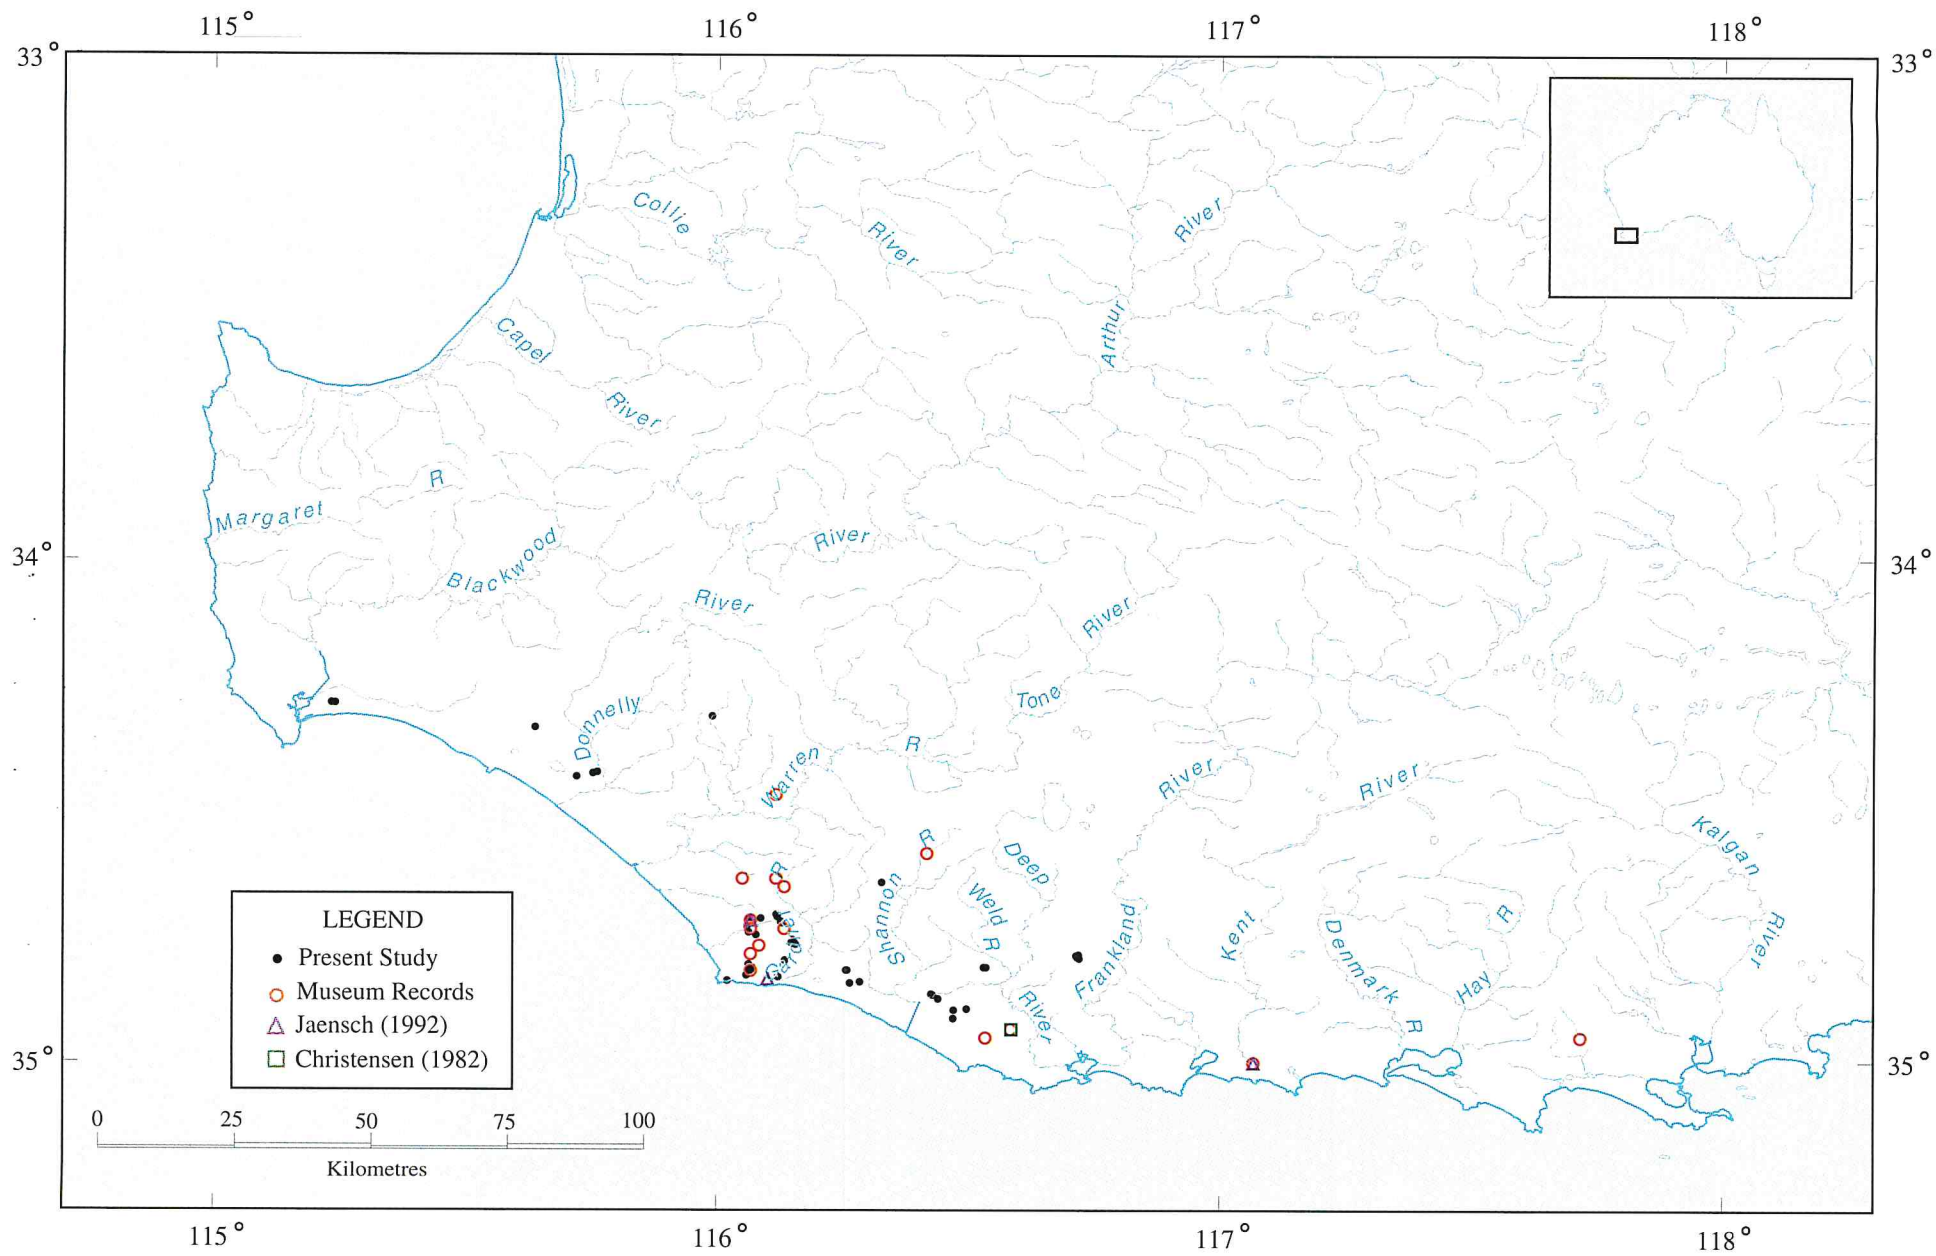 115° 116° 117° 118°
33° 33°
Collie River
River
Arthur
Capel
River
Margaret R
34° 34°
Blackwood
River
River
River
Donnelly
Tone
Warren R
River
River
Kalgan
River
R
Deep
Weld R
River
Shannon
Gardner R
Frankland
Kent
Denmark R
Hay R
LEGEND
Present Study
Museum Records
Jaensch (1992)
Christensen (1982)
35° 35°
0 25 50 75 100
Kilometres
115° 116° 117° 118°